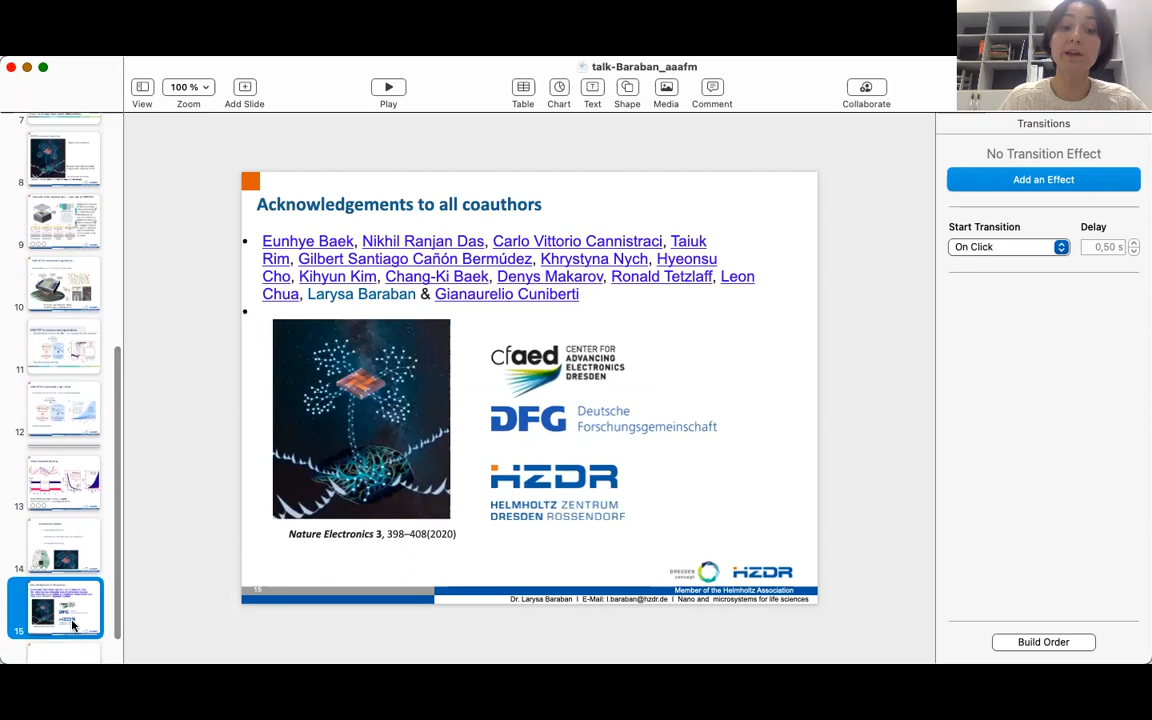 talk-Baraban_aaafm
100 %
View
Zoom
Add Slide
Play
Table
Chart
Text
Shape
Media
Comment
Collaborate
Transitions
No Transition Effect
Add an Effect
Start Transition
Delay
On Click
0,50 s
Build Order
7
8
9
10
11
12
13
14
15
Acknowledgements to all coauthors
Eunhye Baek, Nikhil Ranjan Das, Carlo Vittorio Cannistraci, Taiuk
Rim, Gilbert Santiago Cañón Bermúdez, Khrystyna Nych, Hyeonsu
Cho, Kihyun Kim, Chang-Ki Baek, Denys Makarov, Ronald Tetzlaff, Leon
Chua, Larysa Baraban & Gianaurelio Cuniberti
cfaed
CENTER FOR
ADVANCING
ELECTRONICS
DRESDEN
DFG
Deutsche
Forschungsgemeinschaft
HZDR
HELMHOLTZ ZENTRUM
DRESDEN ROSSENDORF
Nature Electronics 3, 398–408(2020)
DRESDEN
concept
HZDR
15
Member of the Helmholtz Association
Dr. Larysa Baraban I E-Mail: l.baraban@hzdr.de I Nano and microsystems for life sciences